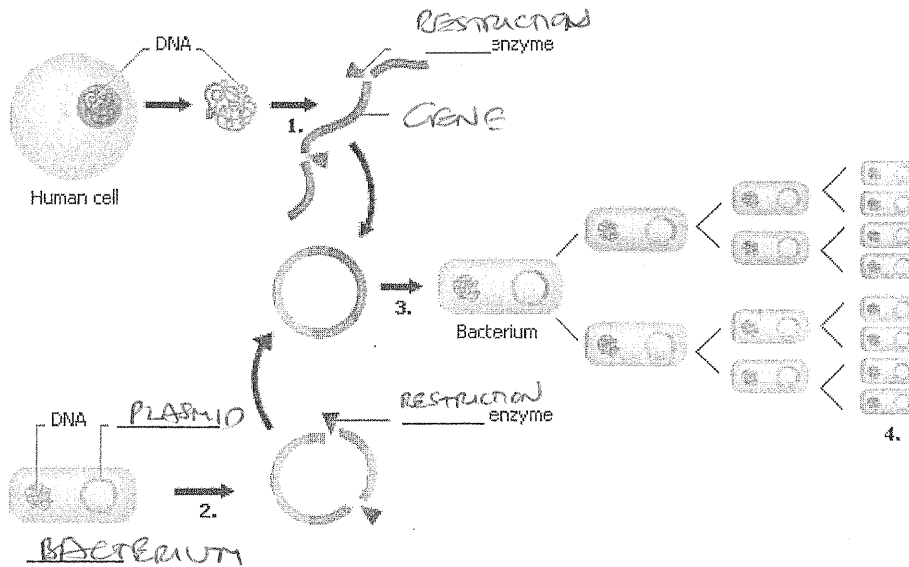 RESTRICTION
DNA
enzyme
1.
GENE
Human cell
3.
Bacterium
RESTRICTION
enzyme
DNA
PLASMID
4.
2.
BACTERIUM